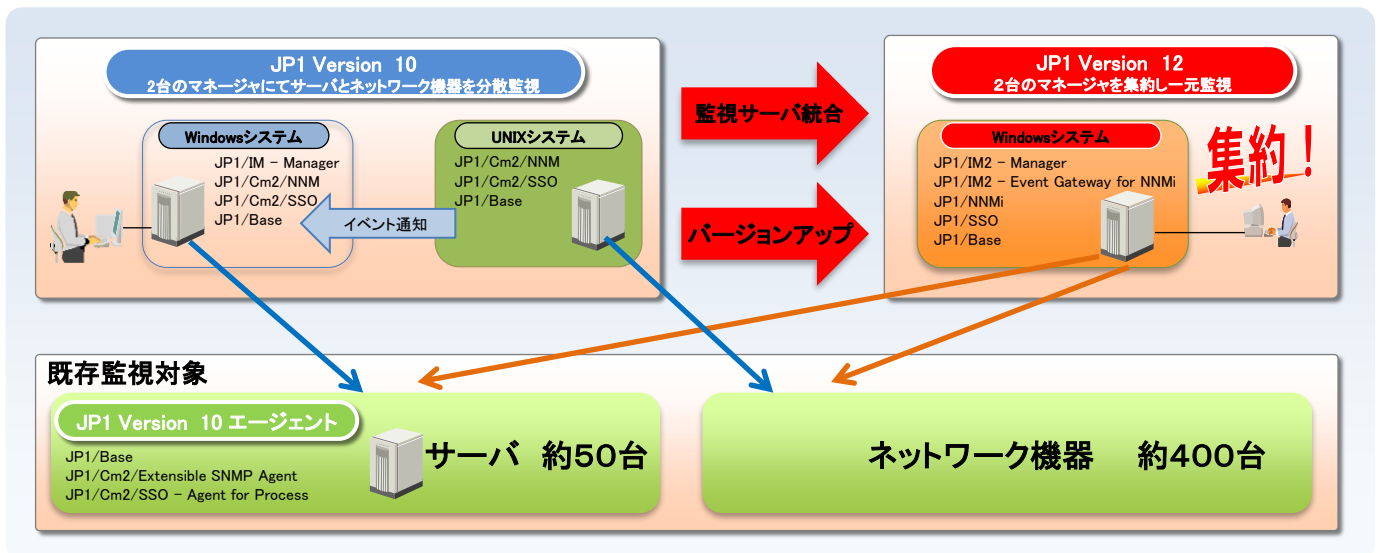 JP1 Version 10
2台のマネージャにてサーバとネットワーク機器を分散監視
Windowsシステム
JP1/IM - Manager
JP1/Cm2/NNM
JP1/Cm2/SSO
JP1/Base
イベント通知
UNIXシステム
JP1/Cm2/NNM
JP1/Cm2/SSO
JP1/Base
監視サーバ統合
バージョンアップ
JP1 Version 12
2台のマネージャを集約し一元監視
Windowsシステム
JP1/IM2 - Manager
JP1/IM2 - Event Gateway for NNMi
JP1/NNMi
JP1/SSO
JP1/Base
集約！
既存監視対象
JP1 Version 10 エージェント
JP1/Base
JP1/Cm2/Extensible SNMP Agent
JP1/Cm2/SSO - Agent for Process
サーバ 約50台
ネットワーク機器 約400台